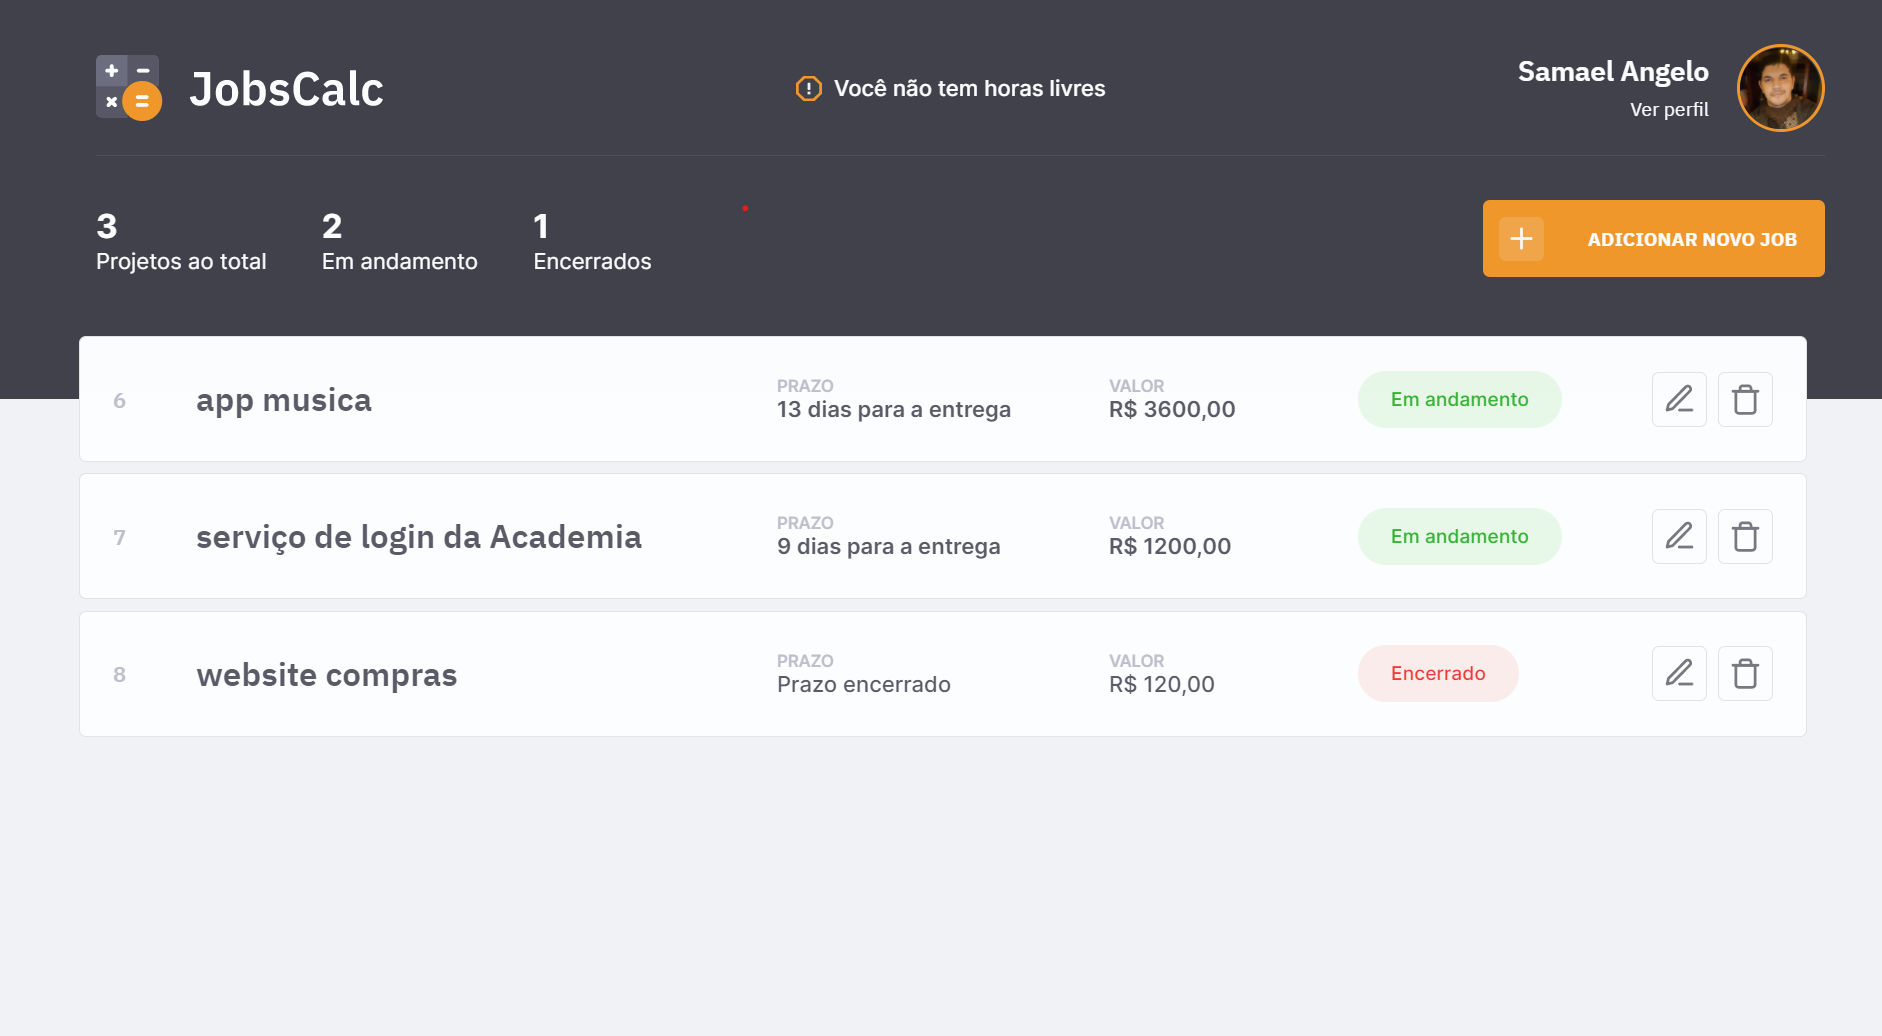 JobsCalc
Você não tem horas livres
Samael Angelo
Ver perfil
3
Projetos ao total
2
Em andamento
1
Encerrados
ADICIONAR NOVO JOB
6
app musica
PRAZO
13 dias para a entrega
VALOR
R$ 3600,00
Em andamento
7
serviço de login da Academia
PRAZO
9 dias para a entrega
VALOR
R$ 1200,00
Em andamento
8
website compras
PRAZO
Prazo encerrado
VALOR
R$ 120,00
Encerrado